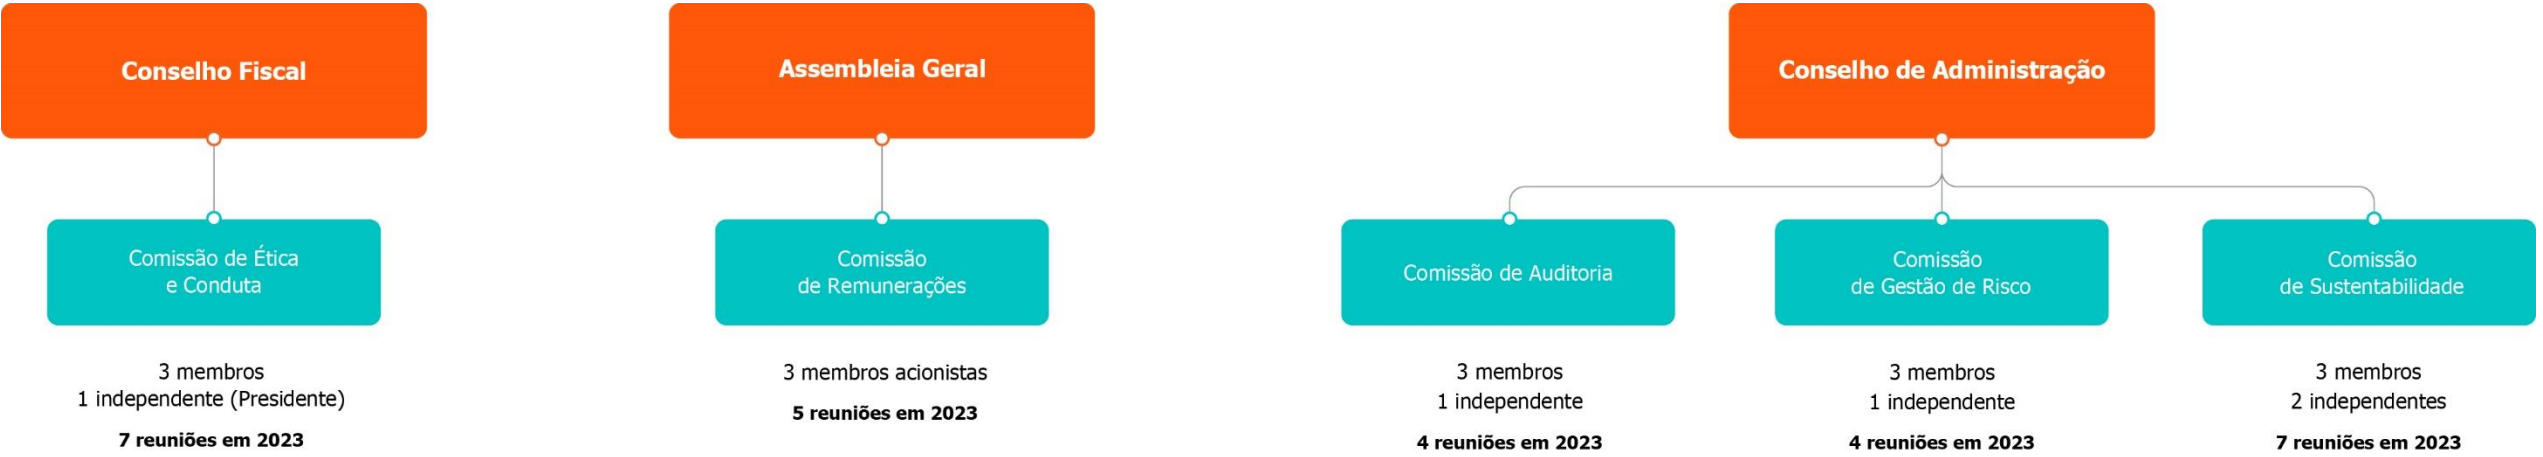 Conselho Fiscal
Assembleia Geral
Conselho de Administração
Comissão de Ética
e Conduta
Comissão
de Remunerações
Comissão de Auditoria
Comissão
de Gestão de Risco
Comissão
de Sustentabilidade
3 membros
1 independente (Presidente)
7 reuniões em 2023
3 membros acionistas
5 reuniões em 2023
3 membros
1 independente
4 reuniões em 2023
3 membros
1 independente
4 reuniões em 2023
3 membros
2 independentes
7 reuniões em 2023